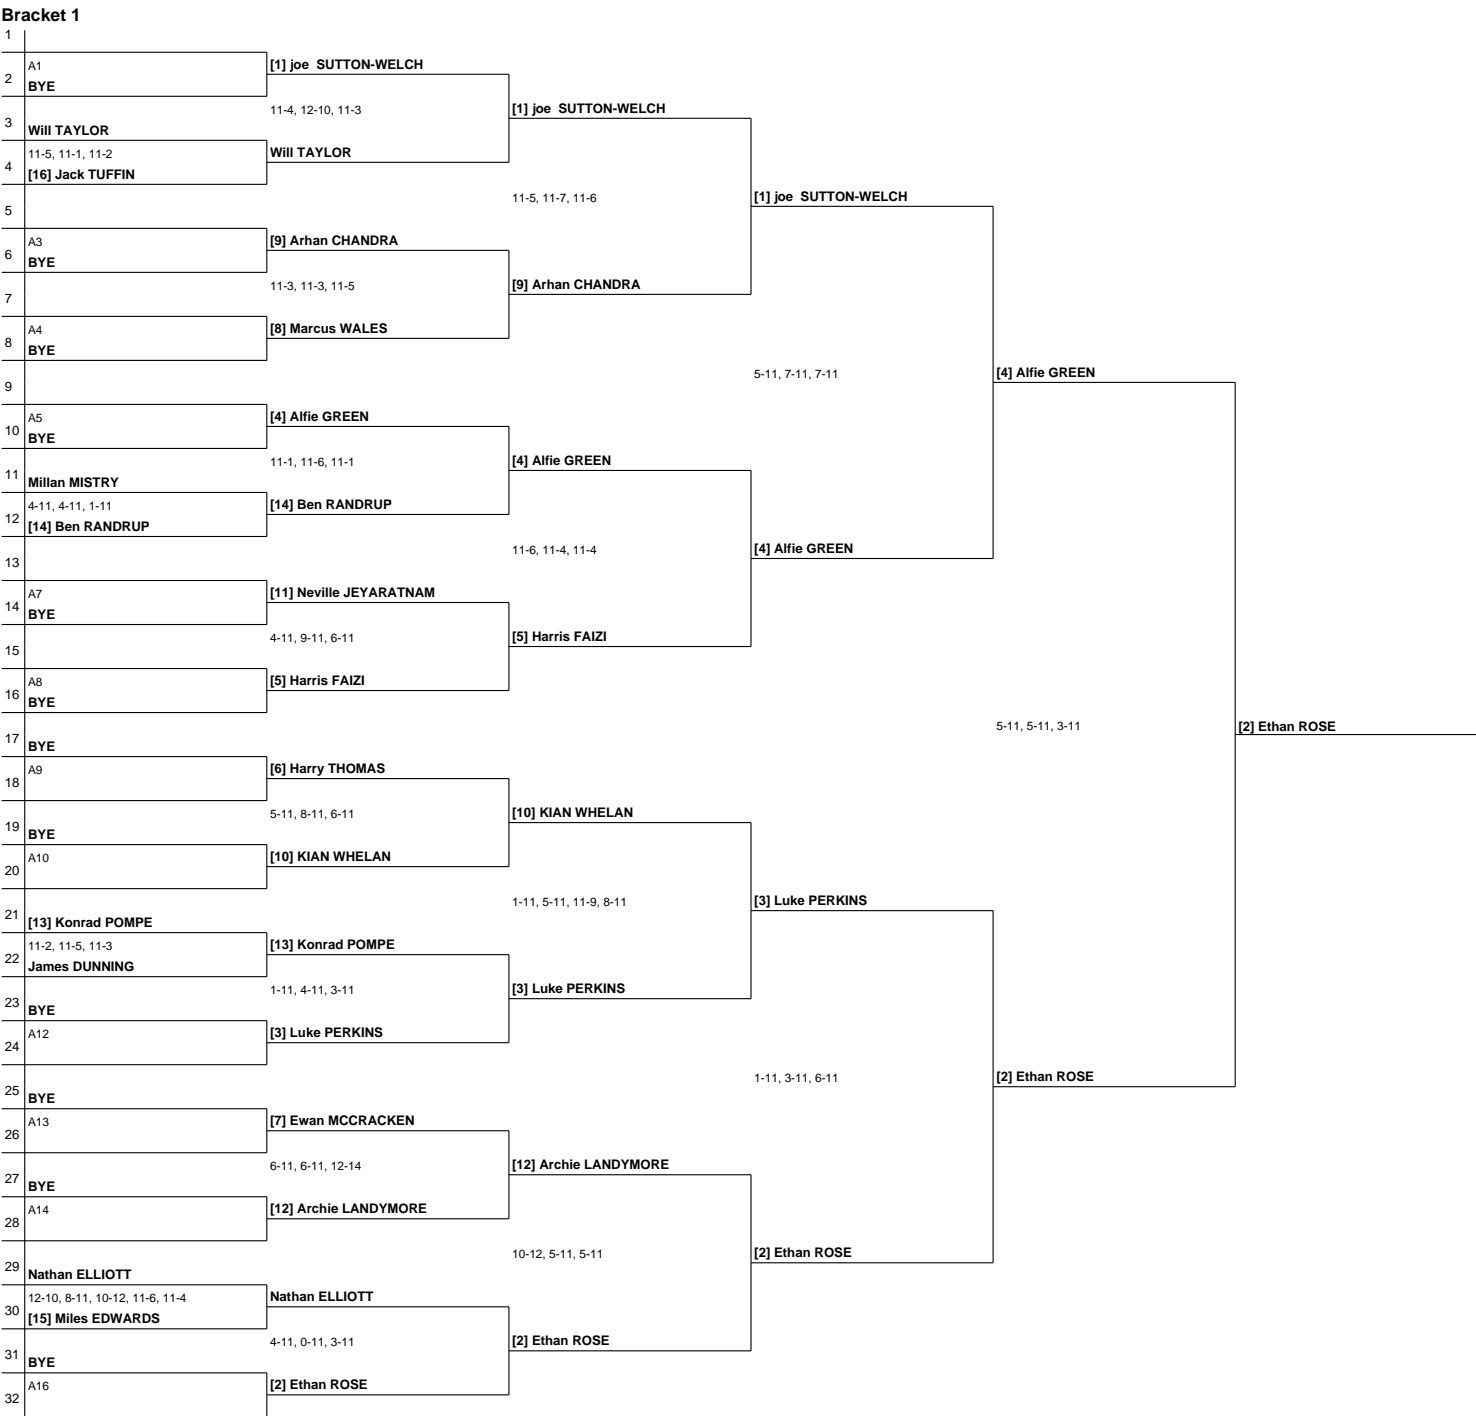 Bracket 1
1
A1
[1] joe  SUTTON-WELCH
2
BYE
11-4, 12-10, 11-3
[1] joe  SUTTON-WELCH
3
Will TAYLOR
11-5, 11-1, 11-2
Will TAYLOR
4
[16] Jack TUFFIN
11-5, 11-7, 11-6
[1] joe  SUTTON-WELCH
5
A3
[9] Arhan CHANDRA
6
BYE
11-3, 11-3, 11-5
[9] Arhan CHANDRA
7
A4
[8] Marcus WALES
8
BYE
5-11, 7-11, 7-11
[4] Alfie GREEN
9
A5
[4] Alfie GREEN
10
BYE
11-1, 11-6, 11-1
[4] Alfie GREEN
11
Millan MISTRY
4-11, 4-11, 1-11
[14] Ben RANDRUP
12
[14] Ben RANDRUP
11-6, 11-4, 11-4
[4] Alfie GREEN
13
A7
[11] Neville JEYARATNAM
14
BYE
4-11, 9-11, 6-11
[5] Harris FAIZI
15
A8
[5] Harris FAIZI
16
BYE
5-11, 5-11, 3-11
[2] Ethan ROSE
17
BYE
A9
[6] Harry THOMAS
18
5-11, 8-11, 6-11
[10] KIAN WHELAN
19
BYE
A10
[10] KIAN WHELAN
20
1-11, 5-11, 11-9, 8-11
[3] Luke PERKINS
21
[13] Konrad POMPE
11-2, 11-5, 11-3
[13] Konrad POMPE
22
James DUNNING
1-11, 4-11, 3-11
[3] Luke PERKINS
23
BYE
A12
[3] Luke PERKINS
24
1-11, 3-11, 6-11
[2] Ethan ROSE
25
BYE
A13
[7] Ewan MCCRACKEN
26
6-11, 6-11, 12-14
[12] Archie LANDYMORE
27
BYE
A14
[12] Archie LANDYMORE
28
10-12, 5-11, 5-11
[2] Ethan ROSE
29
Nathan ELLIOTT
12-10, 8-11, 10-12, 11-6, 11-4
Nathan ELLIOTT
30
[15] Miles EDWARDS
4-11, 0-11, 3-11
[2] Ethan ROSE
31
BYE
A16
[2] Ethan ROSE
32